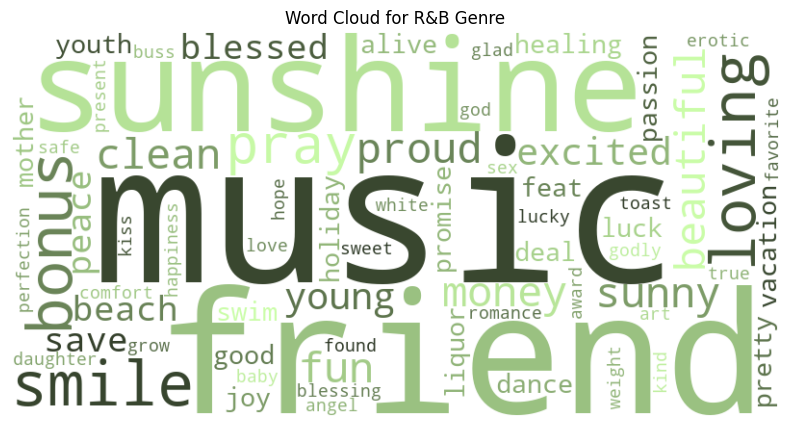 Word Cloud for R&B Genre
youth
buss
blessed
alive
glad
healing
erotic
sunshine
present
god
passion
beautiful
loving
favorite
mother
safe
clean
pray
proud
excited
sex
bonus
peace
music
hope
kiss
white
promise
feat
toast
lucky
luck
holiday
love
sweet
deal
godly
perfection
happiness
true
vacation
comfort
beach
swim
young
money
sunny
award
art
friend
romance
save
grow
found
daughter
good
fun
liquor
smile
baby
blessing
dance
weight
kind
pretty
joy
angel